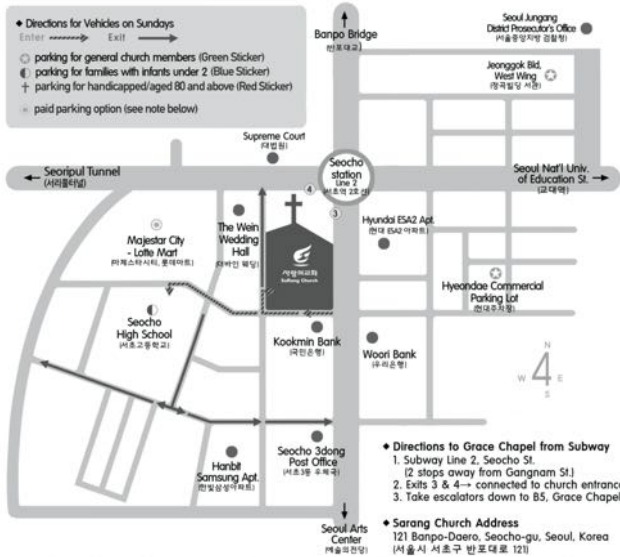 ◆ Directions for Vehicles on Sundays
Enter Exit
parking for general church members (Green Sticker)
parking for families with infants under 2 (Blue Sticker)
parking for handicapped/aged 80 and above (Red Sticker)
paid parking option (see note below)
Banpo Bridge
(반포대교)
Seoul Jungang
District Prosecutor's Office
(서울중앙지방 검찰청)
Jeonggok Bld,
West Wing
(정곡빌딩 서관)
Supreme Court
(대법원)
Seoripul Tunnel
(서리풀터널)
Seocho
station
Line 2
(서초역 2호선)
Seoul Nat'l Univ.
of Education St.
(교대역)
4
3
Majestar City
- Lotte Mart
(마제스타시티, 롯데마트)
The Wein
Wedding
Hall
(더바인 웨딩)
사랑의교회
SaRang Church
Hyundai ESA2 Apt.
(현대 ESA2 아파트)
Hyeondae Commercial
Parking Lot
(현대주차장)
Seocho
High School
(서초고등학교)
Kookmin Bank
(국민은행)
Woori Bank
(우리은행)
N
W E
S
Hanbit
Samsung Apt.
(한빛삼성아파트)
Seocho 3dong
Post Office
(서초3동 우체국)
Seoul Arts
Center
(예술의전당)
◆ Directions to Grace Chapel from Subway
1. Subway Line 2, Seocho St.
(2 stops away from Gangnam St.)
2. Exits 3 & 4→ connected to church entrance
3. Take escalators down to B5, Grace Chapel
◆ Sarang Church Address
121 Banpo-Daero, Seocho-gu, Seoul, Korea
(서울시 서초구 반포대로 121)